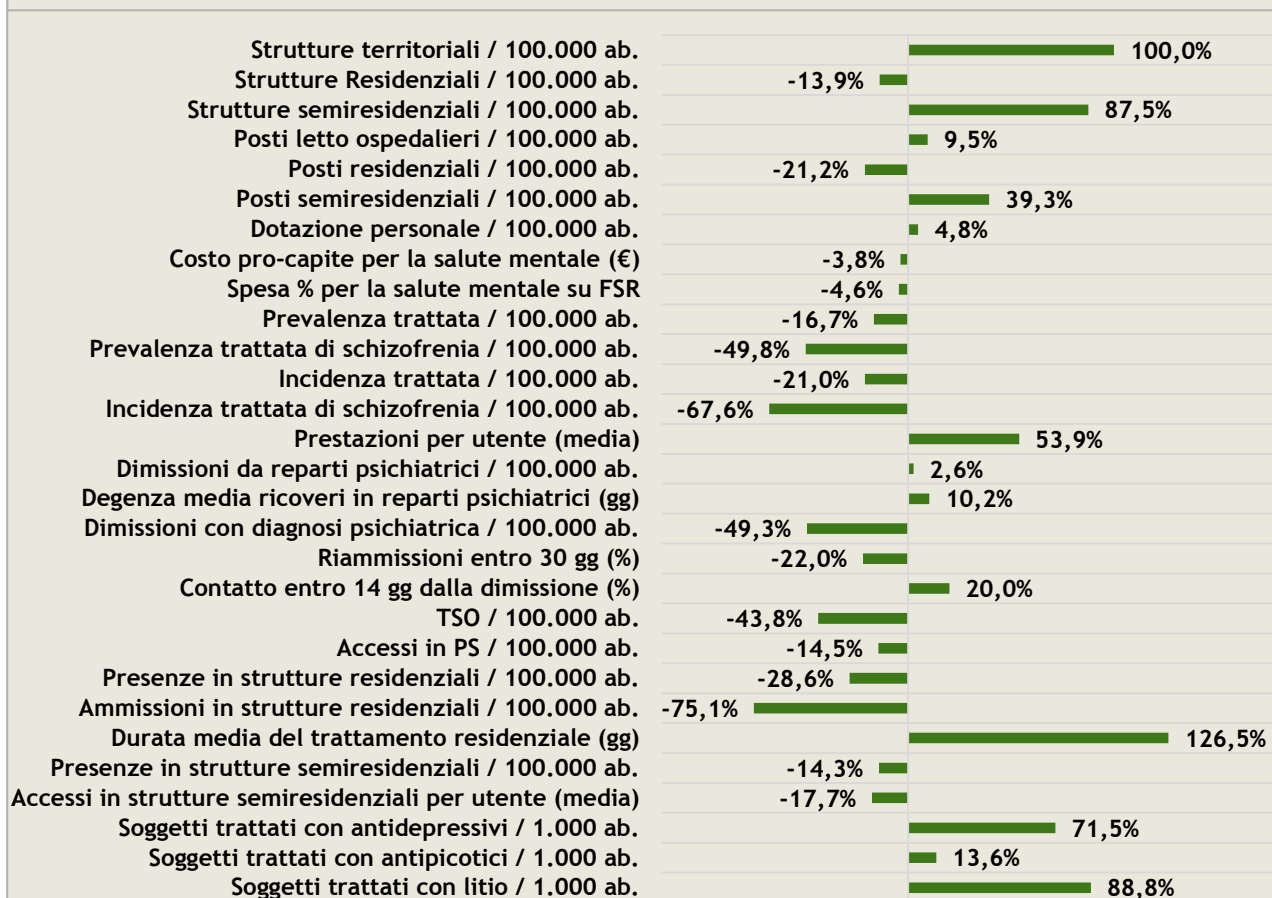 Strutture territoriali / 100.000 ab. 100,0%
Strutture Residenziali / 100.000 ab. -13,9%
Strutture semiresidenziali / 100.000 ab. 87,5%
Posti letto ospedalieri / 100.000 ab. 9,5%
Posti residenziali / 100.000 ab. -21,2%
Posti semiresidenziali / 100.000 ab. 39,3%
Dotazione personale / 100.000 ab. 4,8%
Costo pro-capite per la salute mentale (€) -3,8%
Spesa % per la salute mentale su FSR -4,6%
Prevalenza trattata / 100.000 ab. -16,7%
Prevalenza trattata di schizofrenia / 100.000 ab. -49,8%
Incidenza trattata / 100.000 ab. -21,0%
Incidenza trattata di schizofrenia / 100.000 ab. -67,6%
Prestazioni per utente (media) 53,9%
Dimissioni da reparti psichiatrici / 100.000 ab. 2,6%
Degenza media ricoveri in reparti psichiatrici (gg) 10,2%
Dimissioni con diagnosi psichiatrica / 100.000 ab. -49,3%
Riammissioni entro 30 gg (%) -22,0%
Contatto entro 14 gg dalla dimissione (%) 20,0%
TSO / 100.000 ab. -43,8%
Accessi in PS / 100.000 ab. -14,5%
Presenze in strutture residenziali / 100.000 ab. -28,6%
Ammissioni in strutture residenziali / 100.000 ab. -75,1%
Durata media del trattamento residenziale (gg) 126,5%
Presenze in strutture semiresidenziali / 100.000 ab. -14,3%
Accessi in strutture semiresidenziali per utente (media) -17,7%
Soggetti trattati con antidepressivi / 1.000 ab. 71,5%
Soggetti trattati con antipicotici / 1.000 ab. 13,6%
Soggetti trattati con litio / 1.000 ab. 88,8%